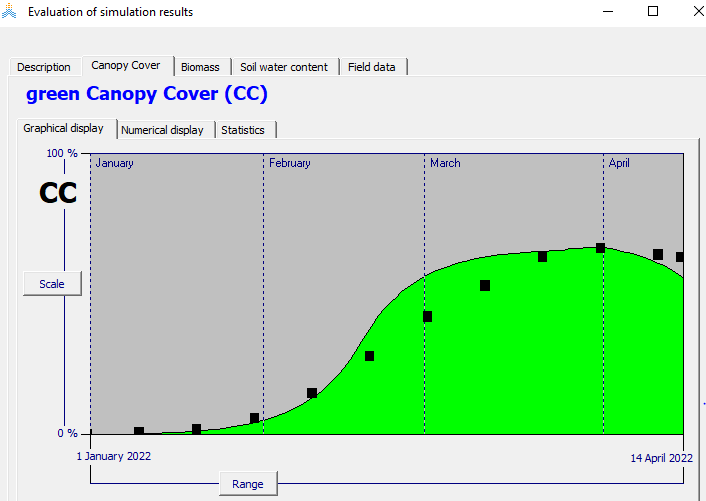 Evaluation of simulation results
Description Canopy Cover Biomass Soil water content Field data
green Canopy Cover (CC)
Graphical display Numerical display Statistics
100 %
January February March April
CC
Scale
0 %
1 January 2022 14 April 2022
Range